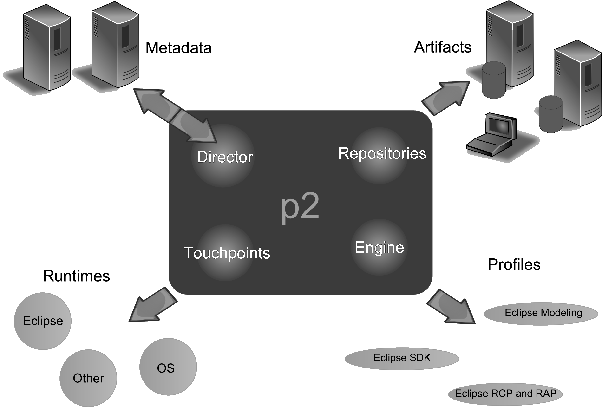 Metadata
Artifacts
Director
Repositories
p2
Touchpoints
Engine
Runtimes
Profiles
Eclipse
Other
OS
Eclipse Modeling
Eclipse SDK
Eclipse RCP and RAP